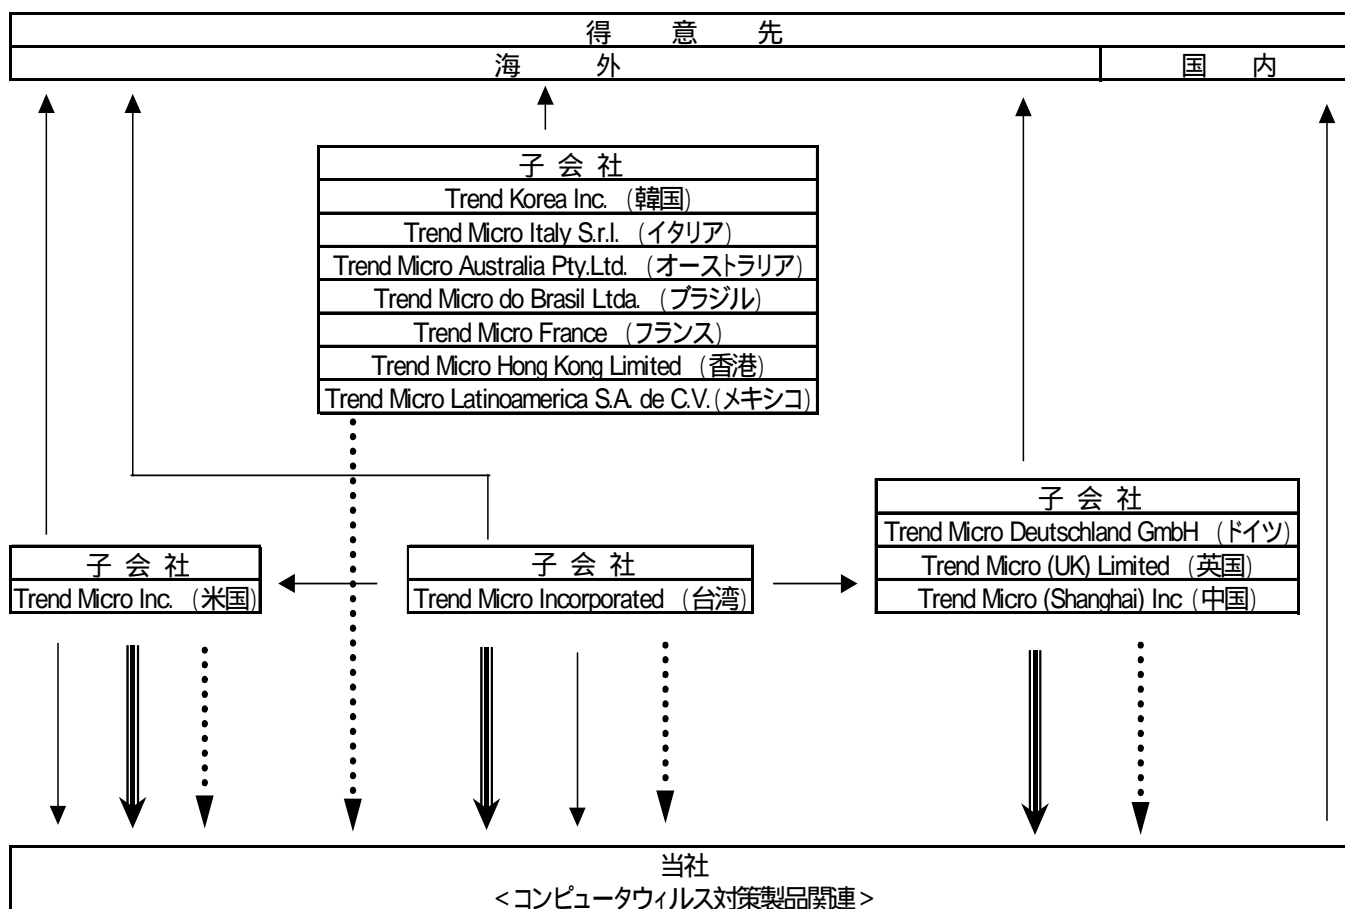 得 意 先
海 外
国 内
子 会 社
Trend Korea Inc. (韓国)
Trend Micro Italy S.r.l. (イタリア)
Trend Micro Australia Pty.Ltd. (オーストラリア)
Trend Micro do Brasil Ltda. (ブラジル)
Trend Micro France (フランス)
Trend Micro Hong Kong Limited (香港)
Trend Micro Latinoamerica S.A. de C.V.(メキシコ)
子 会 社
Trend Micro Inc. (米国)
子 会 社
Trend Micro Incorporated (台湾)
子 会 社
Trend Micro Deutschland GmbH (ドイツ)
Trend Micro (UK) Limited (英国)
Trend Micro (Shanghai) Inc (中国)
当社
<コンピュータウィルス対策製品関連>